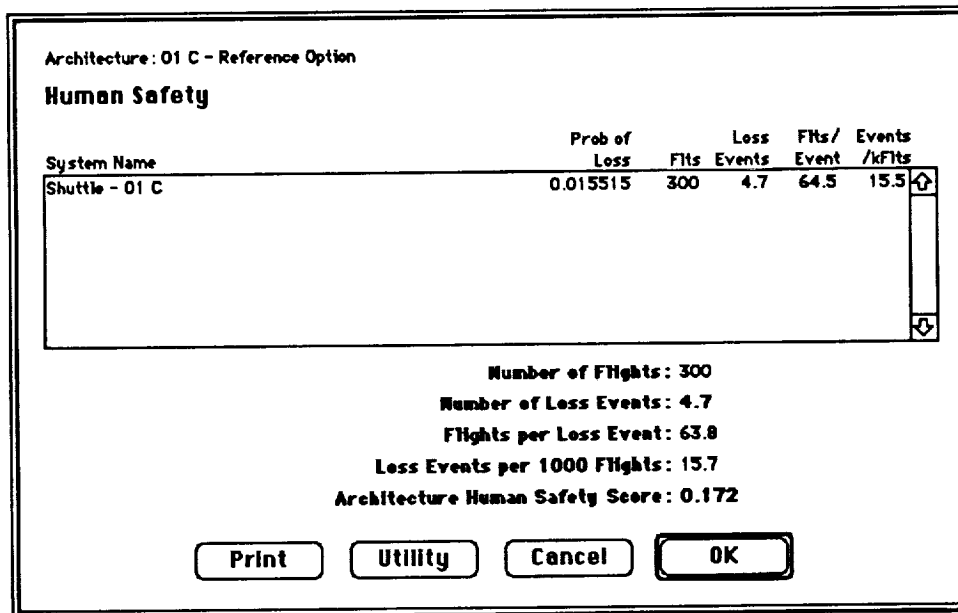 Architecture: 01 C - Reference Option
Human Safety
Prob of Loss Flts/ Events
System Name Loss Flts Events Event /kFlts
Shuttle - 01 C 0.015515 300 4.7 64.5 15.5
Number of Flights: 300
Number of Loss Events: 4.7
Flights per Loss Event: 63.8
Loss Events per 1000 Flights: 15.7
Architecture Human Safety Score: 0.172
Print Utility Cancel OK